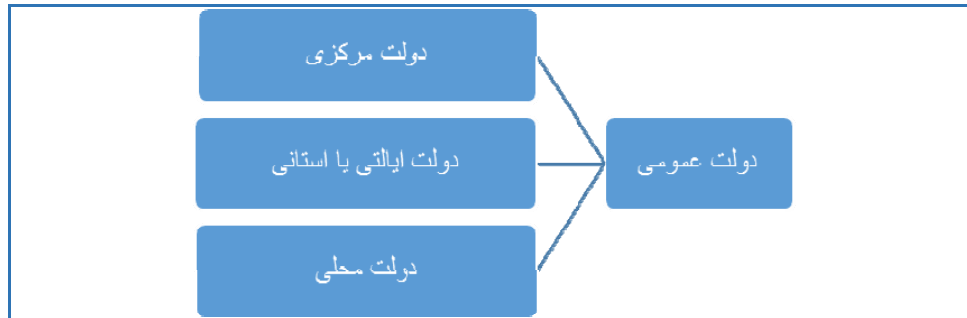 دولت عمومی
دولت مرکزی
دولت ایالتی یا استانی
دولت محلی